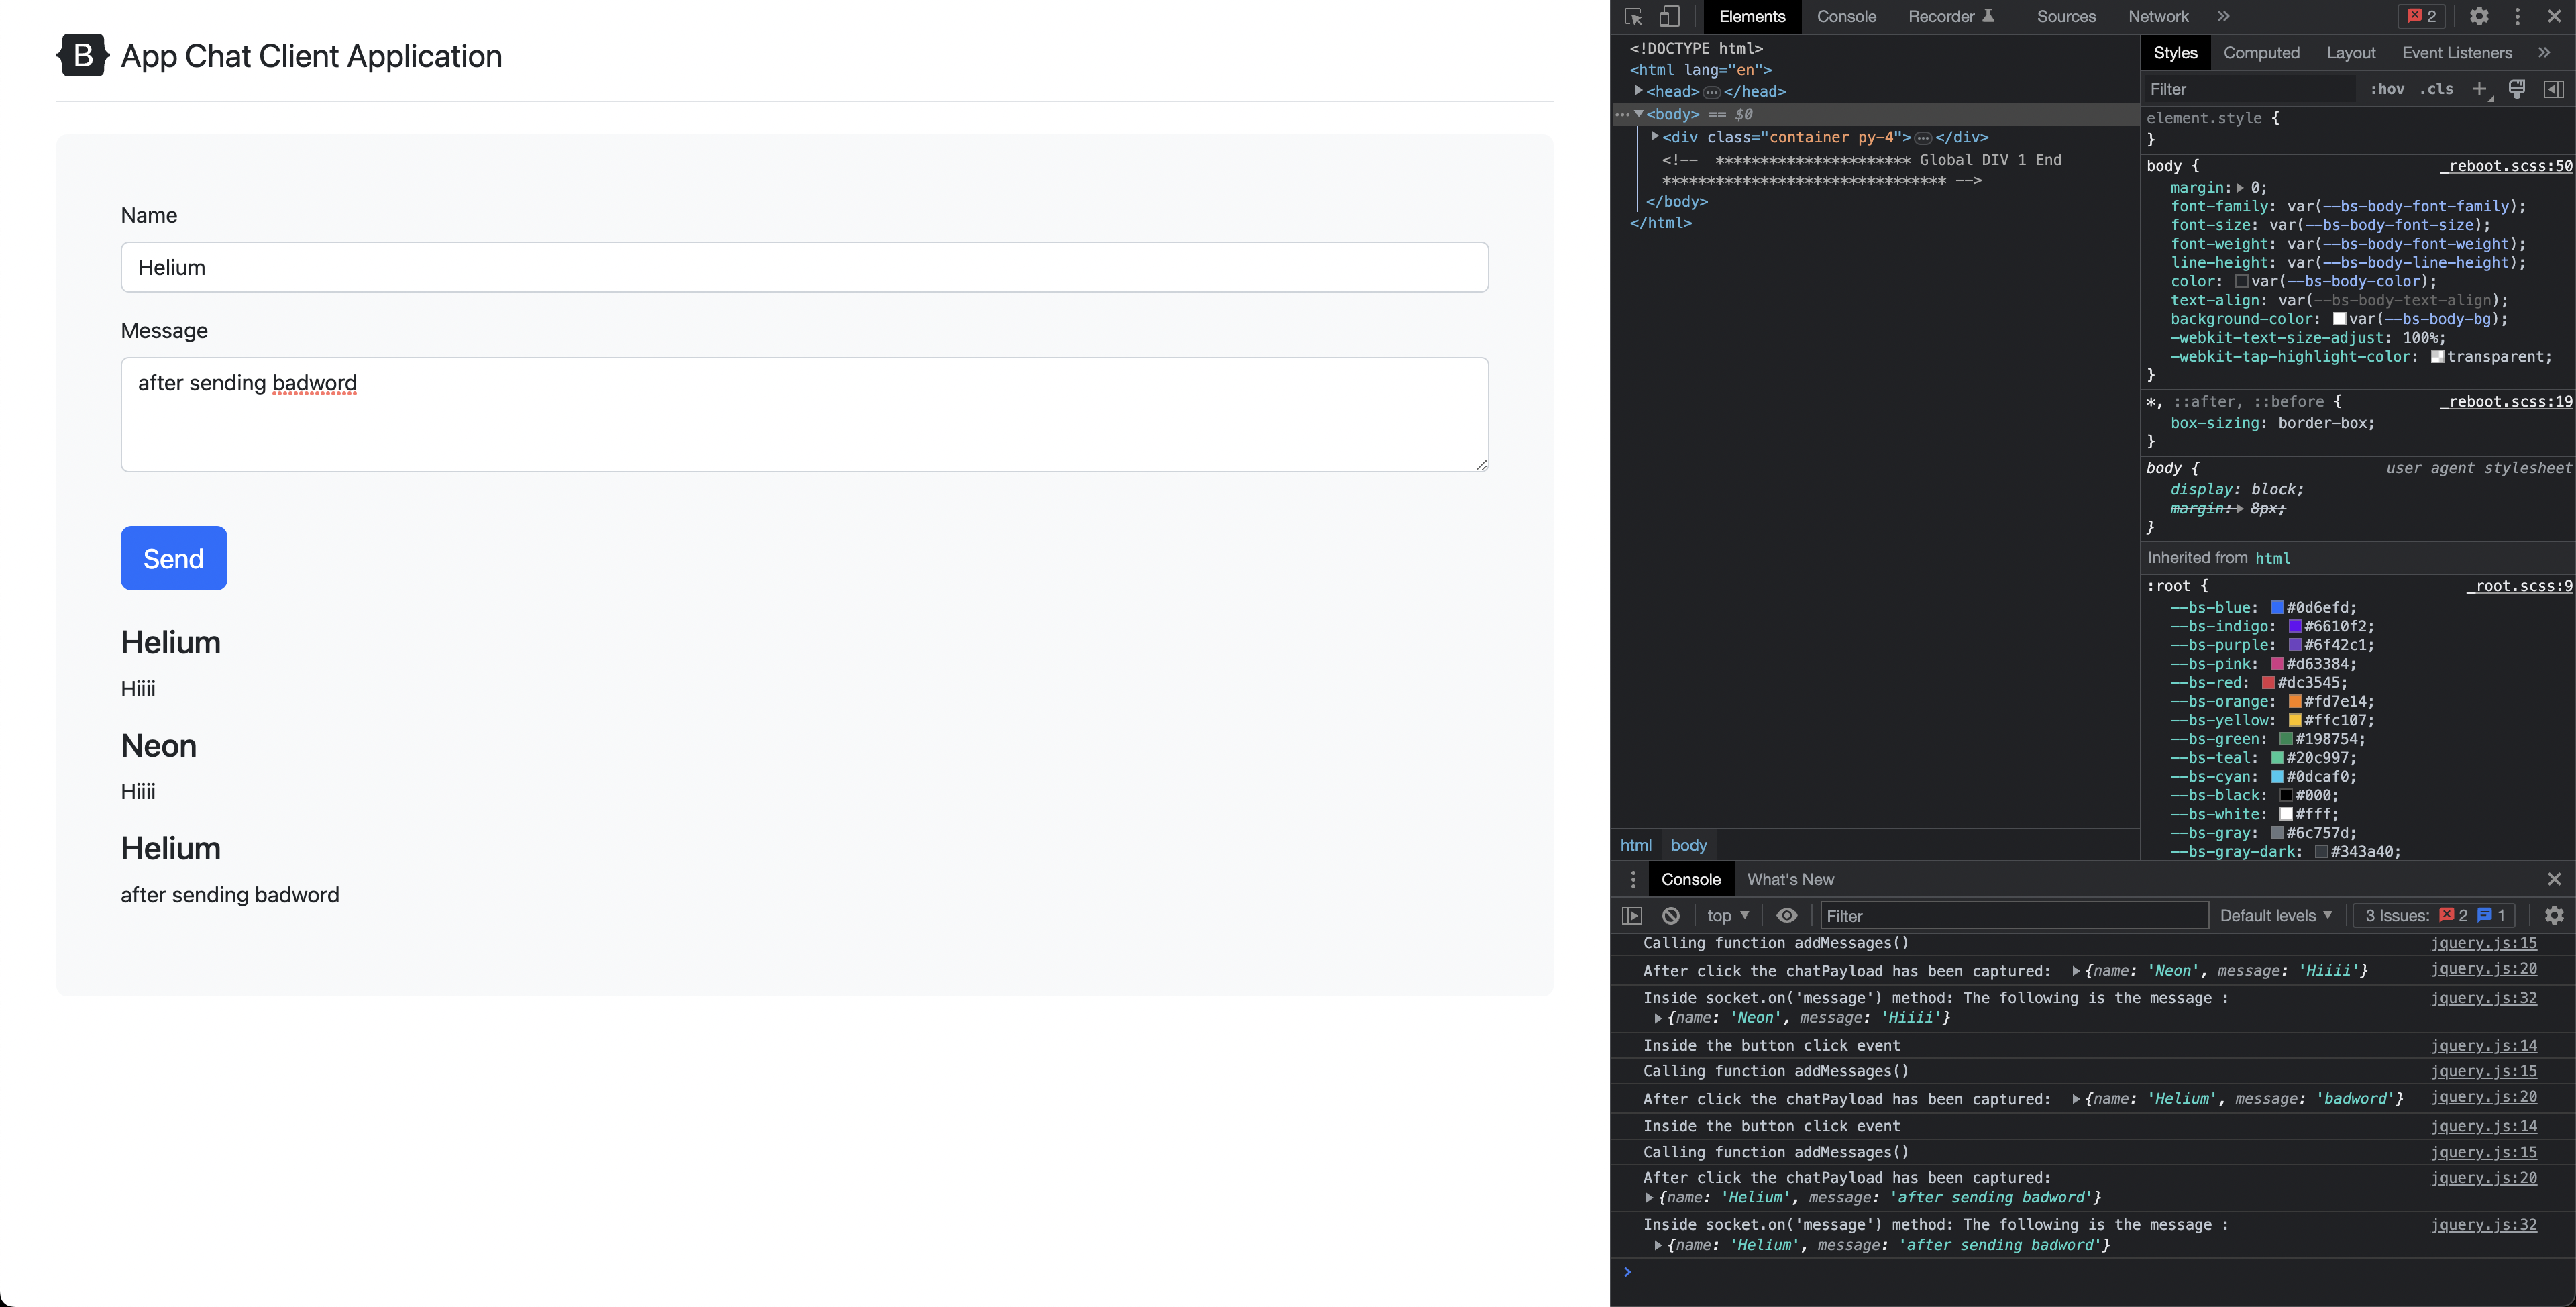 B App Chat Client Application
Name
Helium
Message
after sending badword
Send
Helium
Hiiii
Neon
Hiiii
Helium
after sending badword
Elements Console Recorder Sources Network » 2
<!DOCTYPE html>
<html lang="en">
<head>…</head>
… <body> == $0
<div class="container py-4">…</div>
<!-- ********************** Global DIV 1 End
******************************** -->
</body>
</html>
html body
Styles Computed Layout Event Listeners »
Filter :hov .cls +
element.style {
}
body { _reboot.scss:50
margin: 0;
font-family: var(--bs-body-font-family);
font-size: var(--bs-body-font-size);
font-weight: var(--bs-body-font-weight);
line-height: var(--bs-body-line-height);
color: var(--bs-body-color);
text-align: var(--bs-body-text-align);
background-color: var(--bs-body-bg);
-webkit-text-size-adjust: 100%;
-webkit-tap-highlight-color: transparent;
}
*, ::after, ::before { _reboot.scss:19
box-sizing: border-box;
}
body { user agent stylesheet
display: block;
margin: 8px;
}
Inherited from html
:root { _root.scss:9
--bs-blue: #0d6efd;
--bs-indigo: #6610f2;
--bs-purple: #6f42c1;
--bs-pink: #d63384;
--bs-red: #dc3545;
--bs-orange: #fd7e14;
--bs-yellow: #ffc107;
--bs-green: #198754;
--bs-teal: #20c997;
--bs-cyan: #0dcaf0;
--bs-black: #000;
--bs-white: #fff;
--bs-gray: #6c757d;
--bs-gray-dark: #343a40;
Console What's New
top Filter Default levels 3 Issues: 2 1
Calling function addMessages() jquery.js:15
After click the chatPayload has been captured: {name: 'Neon', message: 'Hiiii'} jquery.js:20
Inside socket.on('message') method: The following is the message : jquery.js:32
{name: 'Neon', message: 'Hiiii'}
Inside the button click event jquery.js:14
Calling function addMessages() jquery.js:15
After click the chatPayload has been captured: {name: 'Helium', message: 'badword'} jquery.js:20
Inside the button click event jquery.js:14
Calling function addMessages() jquery.js:15
After click the chatPayload has been captured: jquery.js:20
{name: 'Helium', message: 'after sending badword'}
Inside socket.on('message') method: The following is the message : jquery.js:32
{name: 'Helium', message: 'after sending badword'}